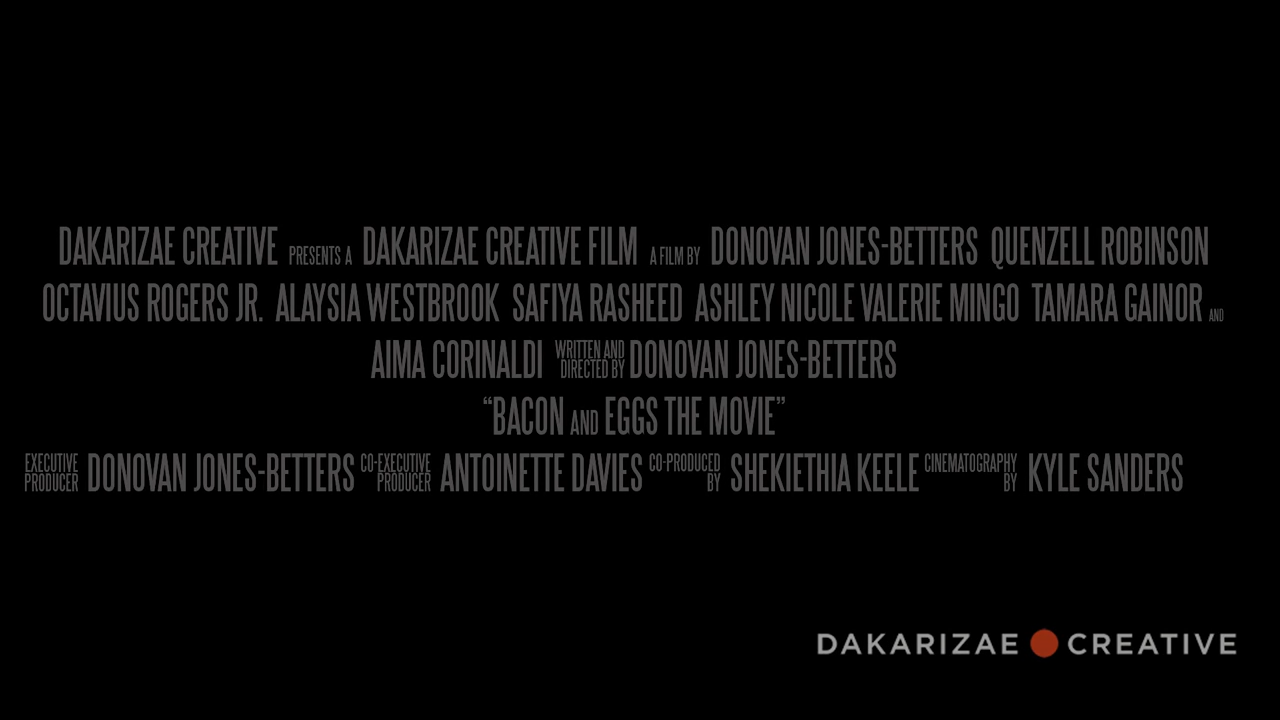 DAKARIZAE CREATIVE PRESENTS A DAKARIZAE CREATIVE FILM A FILM BY DONOVAN JONES-BETTERS QUENZELL ROBINSON
OCTAVIUS ROGERS JR. ALAYSIA WESTBROOK SAFIYA RASHEED ASHLEY NICOLE VALERIE MINGO TAMARA GAINOR AND
AIMA CORINALDI WRITTEN AND DIRECTED BY DONOVAN JONES-BETTERS
“BACON AND EGGS THE MOVIE”
EXECUTIVE PRODUCER DONOVAN JONES-BETTERS CO-EXECUTIVE PRODUCER ANTOINETTE DAVIES CO-PRODUCED BY SHEKIETHIA KEELE CINEMATOGRAPHY BY KYLE SANDERS
DAKARIZAE CREATIVE